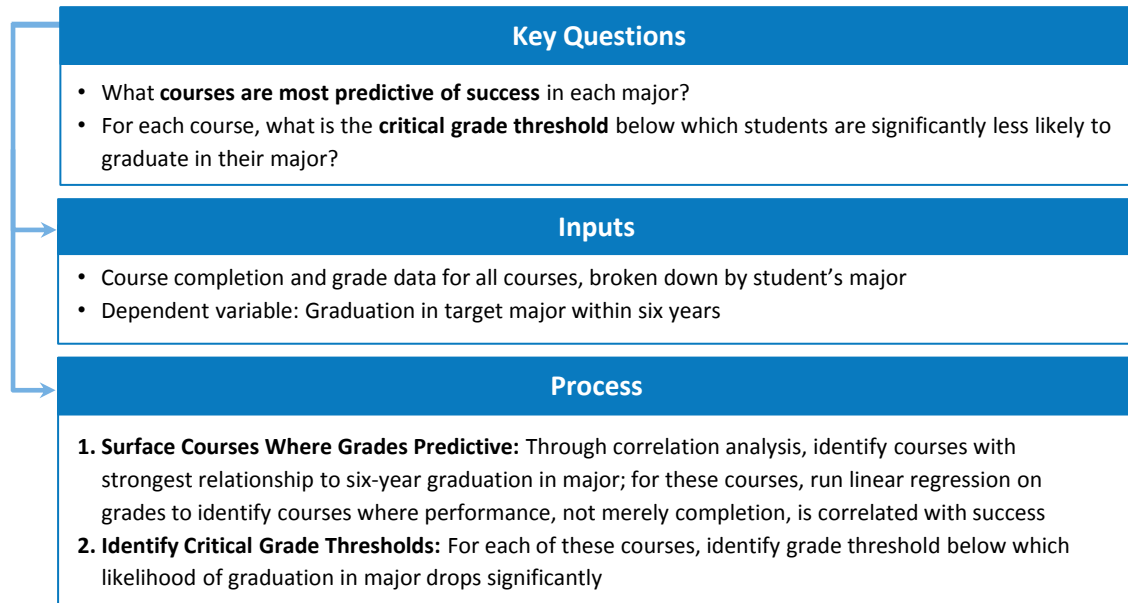 Key Questions
• What courses are most predictive of success in each major?
• For each course, what is the critical grade threshold below which students are significantly less likely to
graduate in their major?
Inputs
• Course completion and grade data for all courses, broken down by student’s major
• Dependent variable: Graduation in target major within six years
Process
1. Surface Courses Where Grades Predictive: Through correlation analysis, identify courses with
strongest relationship to six-year graduation in major; for these courses, run linear regression on
grades to identify courses where performance, not merely completion, is correlated with success
2. Identify Critical Grade Thresholds: For each of these courses, identify grade threshold below which
likelihood of graduation in major drops significantly